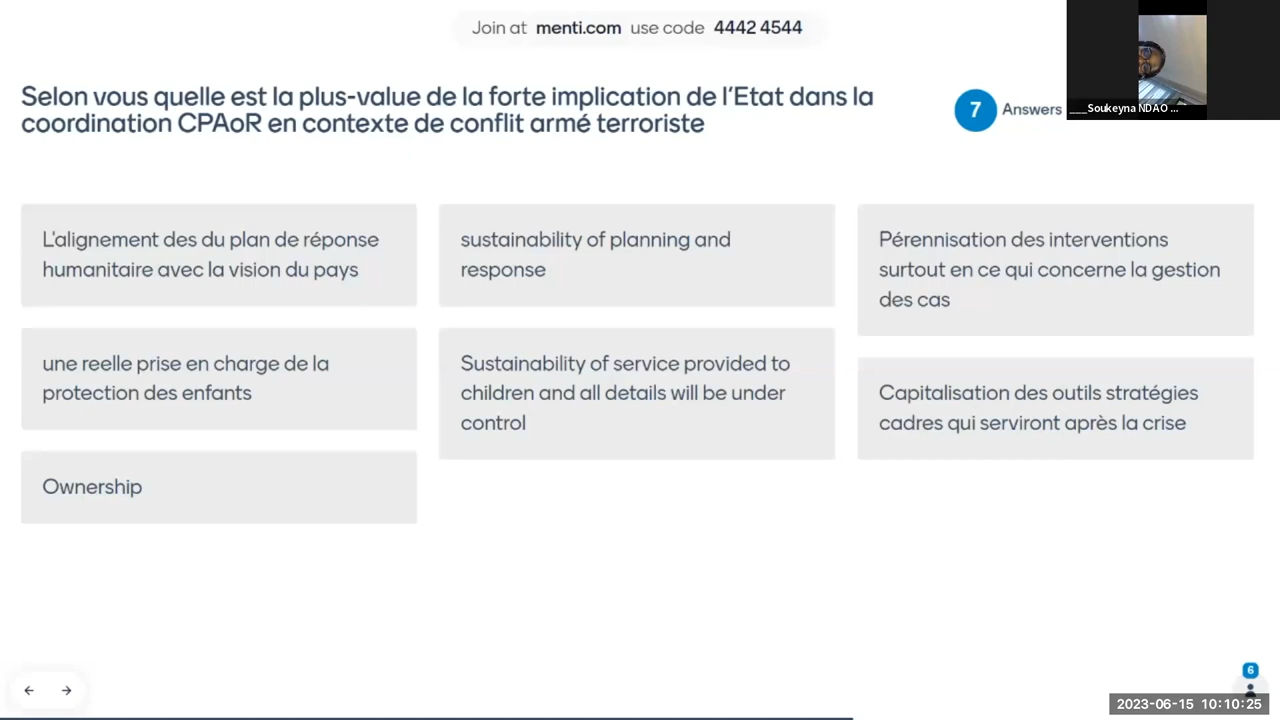 Join at menti.com use code 4442 4544
Selon vous quelle est la plus-value de la forte implication de l'Etat dans la
coordination CPAoR en contexte de conflit armé terroriste
7 Answers
___Soukeyna NDAO ...
L'alignement des du plan de réponse
humanitaire avec la vision du pays
sustainability of planning and
response
Pérennisation des interventions
surtout en ce qui concerne la gestion
des cas
une reelle prise en charge de la
protection des enfants
Sustainability of service provided to
children and all details will be under
control
Capitalisation des outils stratégies
cadres qui serviront après la crise
Ownership
6
2023-06-15 10:10:25